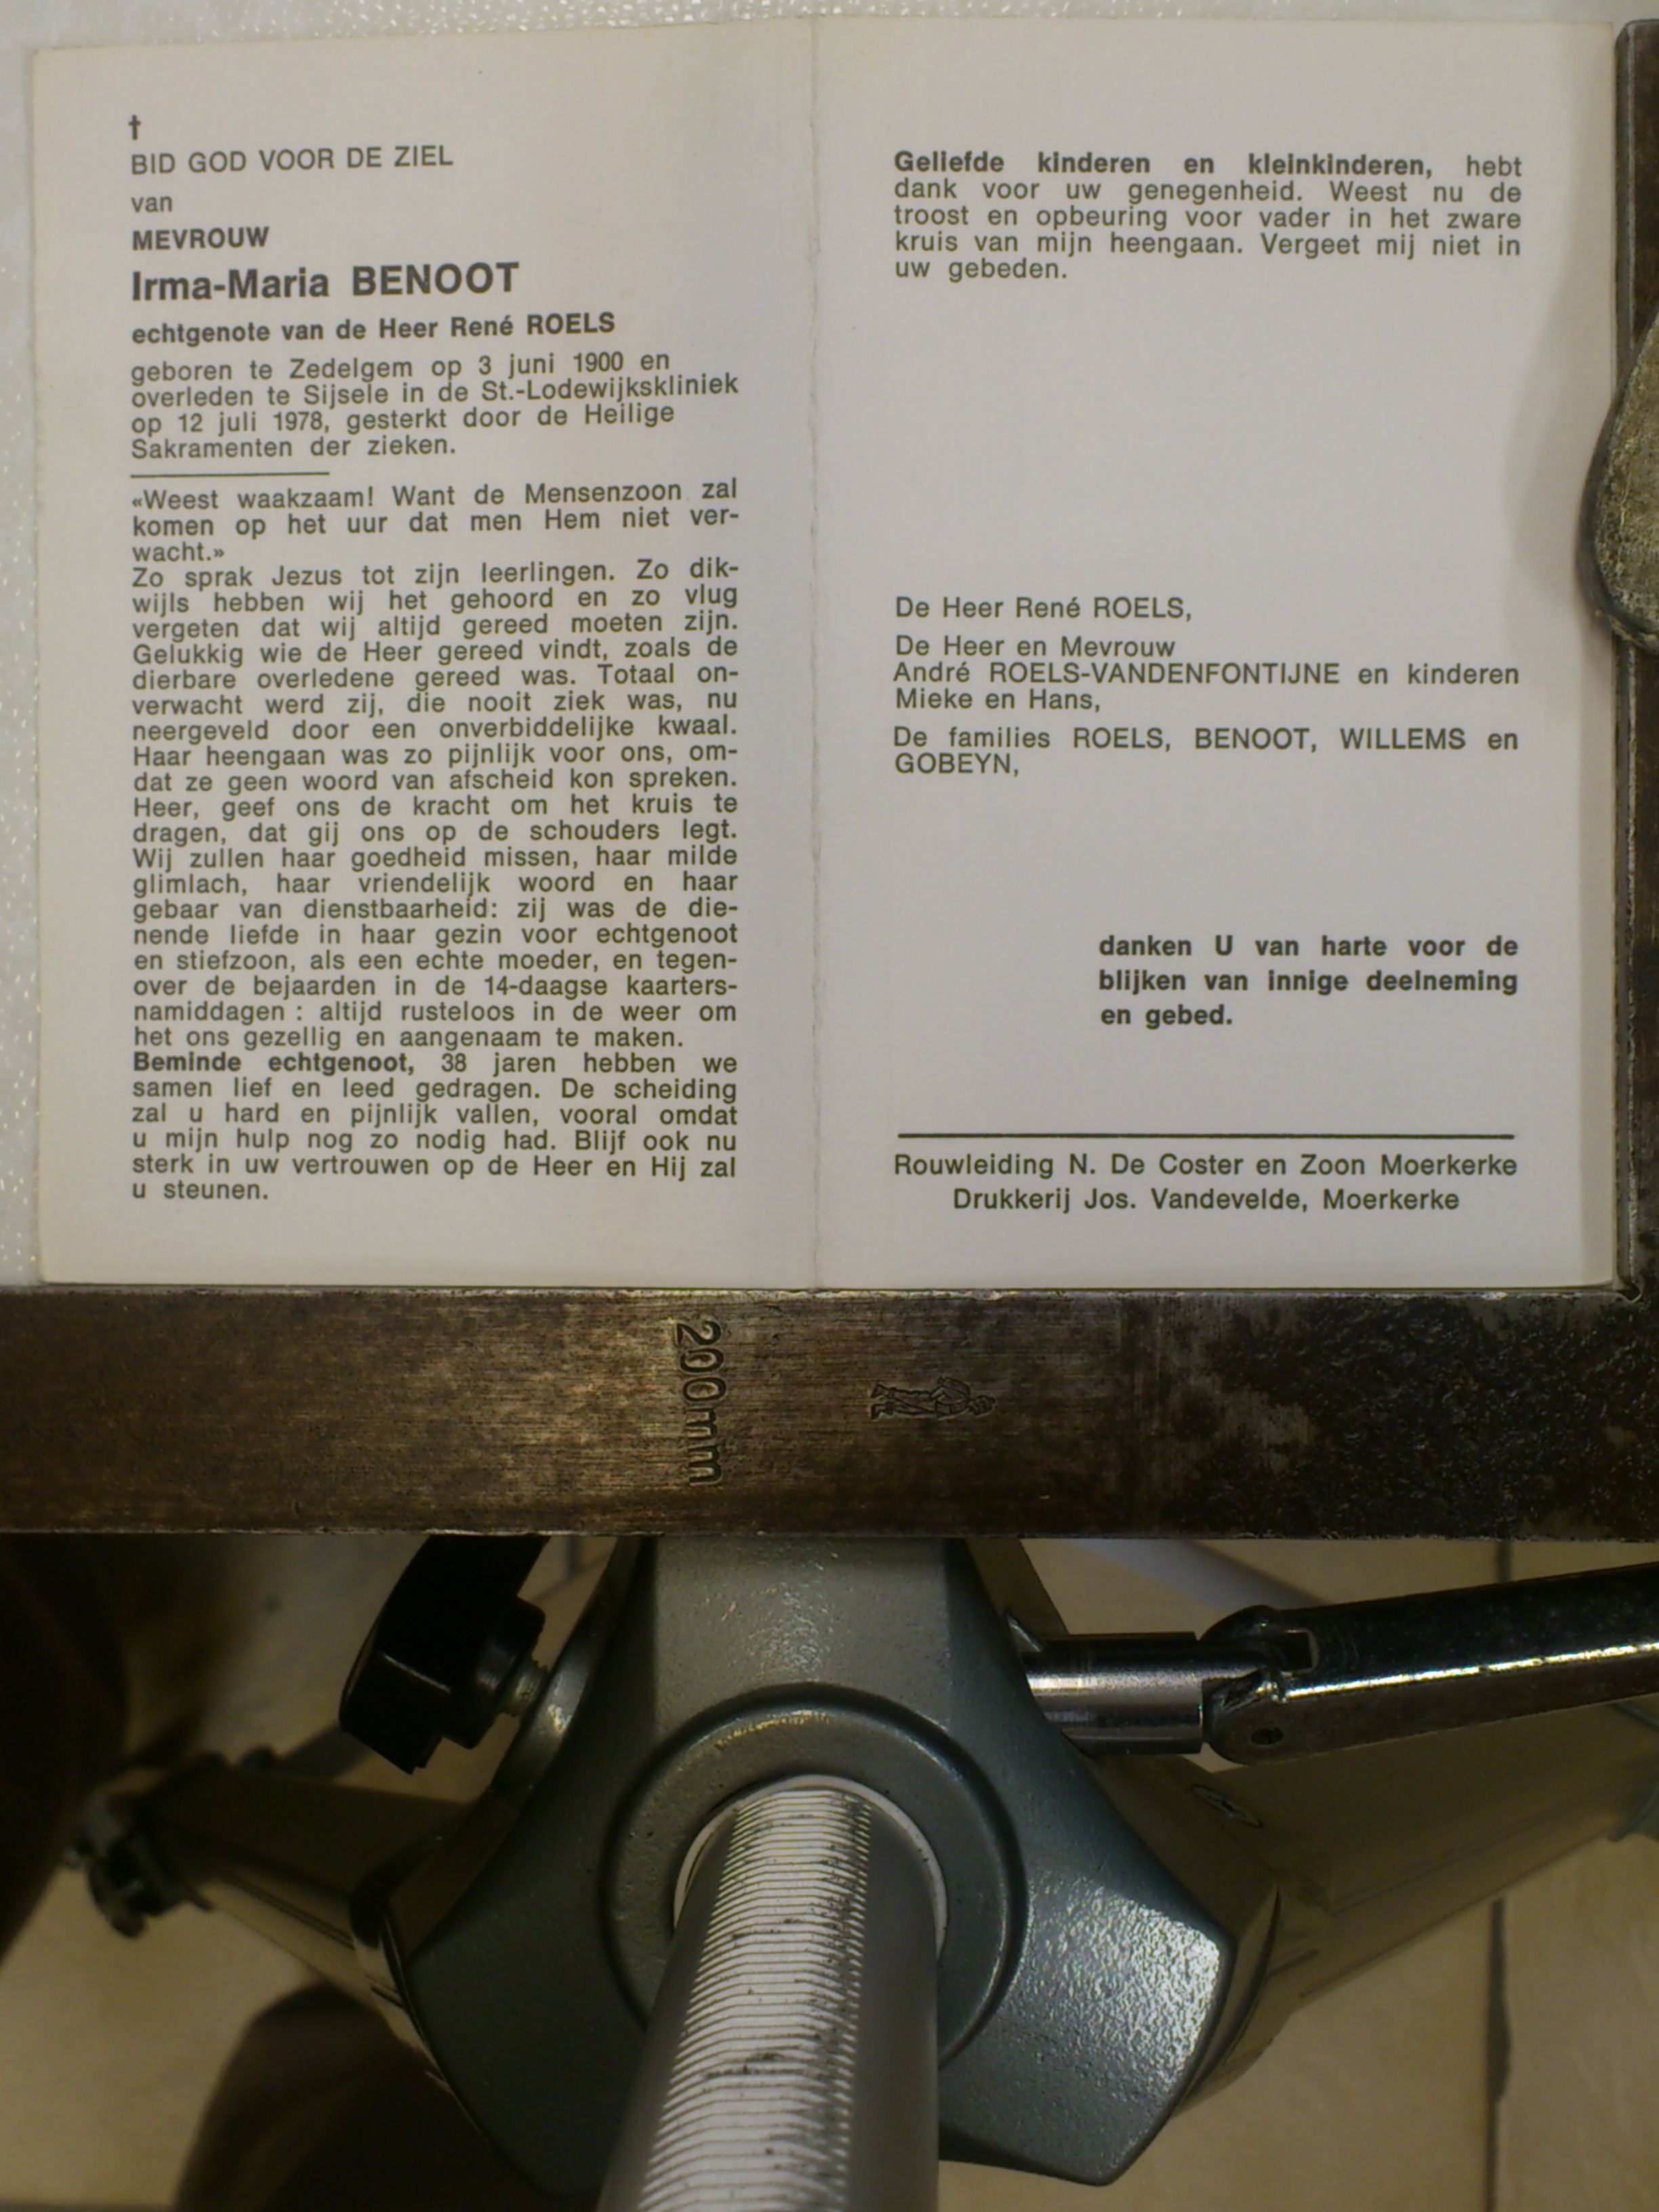 †
BID GOD VOOR DE ZIEL
van
MEVROUW
Irma-Maria BENOOT
echtgenote van de Heer René ROELS
geboren te Zedelgem op 3 juni 1900 en
overleden te Sijsele in de St.-Lodewijkskliniek
op 12 juli 1978, gesterkt door de Heilige
Sakramenten der zieken.
«Weest waakzaam! Want de Mensenzoon zal
komen op het uur dat men Hem niet ver-
wacht.»
Zo sprak Jezus tot zijn leerlingen. Zo dik-
wijls hebben wij het gehoord en zo vlug
vergeten dat wij altijd gereed moeten zijn.
Gelukkig wie de Heer gereed vindt, zoals de
dierbare overledene gereed was. Totaal on-
verwacht werd zij, die nooit ziek was, nu
neergeveld door een onverbiddelijke kwaal.
Haar heengaan was zo pijnlijk voor ons, om-
dat ze geen woord van afscheid kon spreken.
Heer, geef ons de kracht om het kruis te
dragen, dat gij ons op de schouders legt.
Wij zullen haar goedheid missen, haar milde
glimlach, haar vriendelijk woord en haar
gebaar van dienstbaarheid: zij was de die-
nende liefde in haar gezin voor echtgenoot
en stiefzoon, als een echte moeder, en tegen-
over de bejaarden in de 14-daagse kaarters-
namiddagen : altijd rusteloos in de weer om
het ons gezellig en aangenaam te maken.
Beminde echtgenoot, 38 jaren hebben we
samen lief en leed gedragen. De scheiding
zal u hard en pijnlijk vallen, vooral omdat
u mijn hulp nog zo nodig had. Blijf ook nu
sterk in uw vertrouwen op de Heer en Hij zal
u steunen.
Geliefde kinderen en kleinkinderen, hebt
dank voor uw genegenheid. Weest nu de
troost en opbeuring voor vader in het zware
kruis van mijn heengaan. Vergeet mij niet in
uw gebeden.
De Heer René ROELS,
De Heer en Mevrouw
André ROELS-VANDENFONTIJNE en kinderen
Mieke en Hans,
De families ROELS, BENOOT, WILLEMS en
GOBEYN,
danken U van harte voor de
blijken van innige deelneming
en gebed.
Rouwleiding N. De Coster en Zoon Moerkerke
Drukkerij Jos. Vandevelde, Moerkerke
200mm